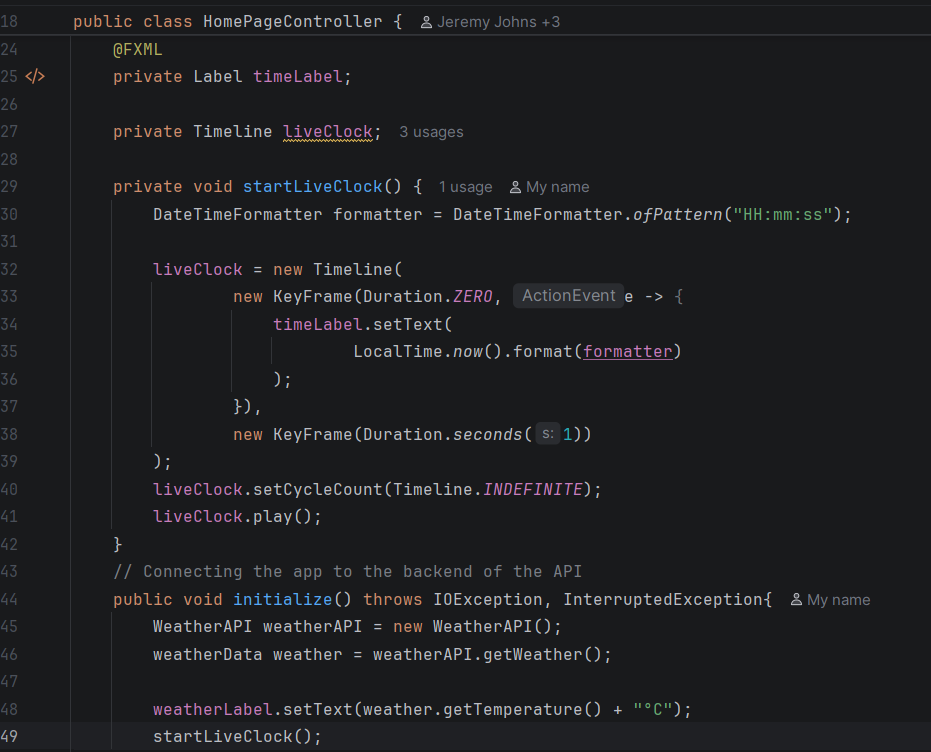 18 public class HomePageController { Jeremy Johns +3
24 @FXML
25 </> private Label timeLabel;
26
27 private Timeline liveClock; 3 usages
28
29 private void startLiveClock() { 1 usage My name
30 DateTimeFormatter formatter = DateTimeFormatter.ofPattern("HH:mm:ss");
31
32 liveClock = new Timeline(
33 new KeyFrame(Duration.ZERO, ActionEvent e -> {
34 timeLabel.setText(
35 LocalTime.now().format(formatter)
36 );
37 }),
38 new KeyFrame(Duration.seconds( s: 1))
39 );
40 liveClock.setCycleCount(Timeline.INDEFINITE);
41 liveClock.play();
42 }
43 // Connecting the app to the backend of the API
44 public void initialize() throws IOException, InterruptedException{ My name
45 WeatherAPI weatherAPI = new WeatherAPI();
46 weatherData weather = weatherAPI.getWeather();
47
48 weatherLabel.setText(weather.getTemperature() + "°C");
49 startLiveClock();